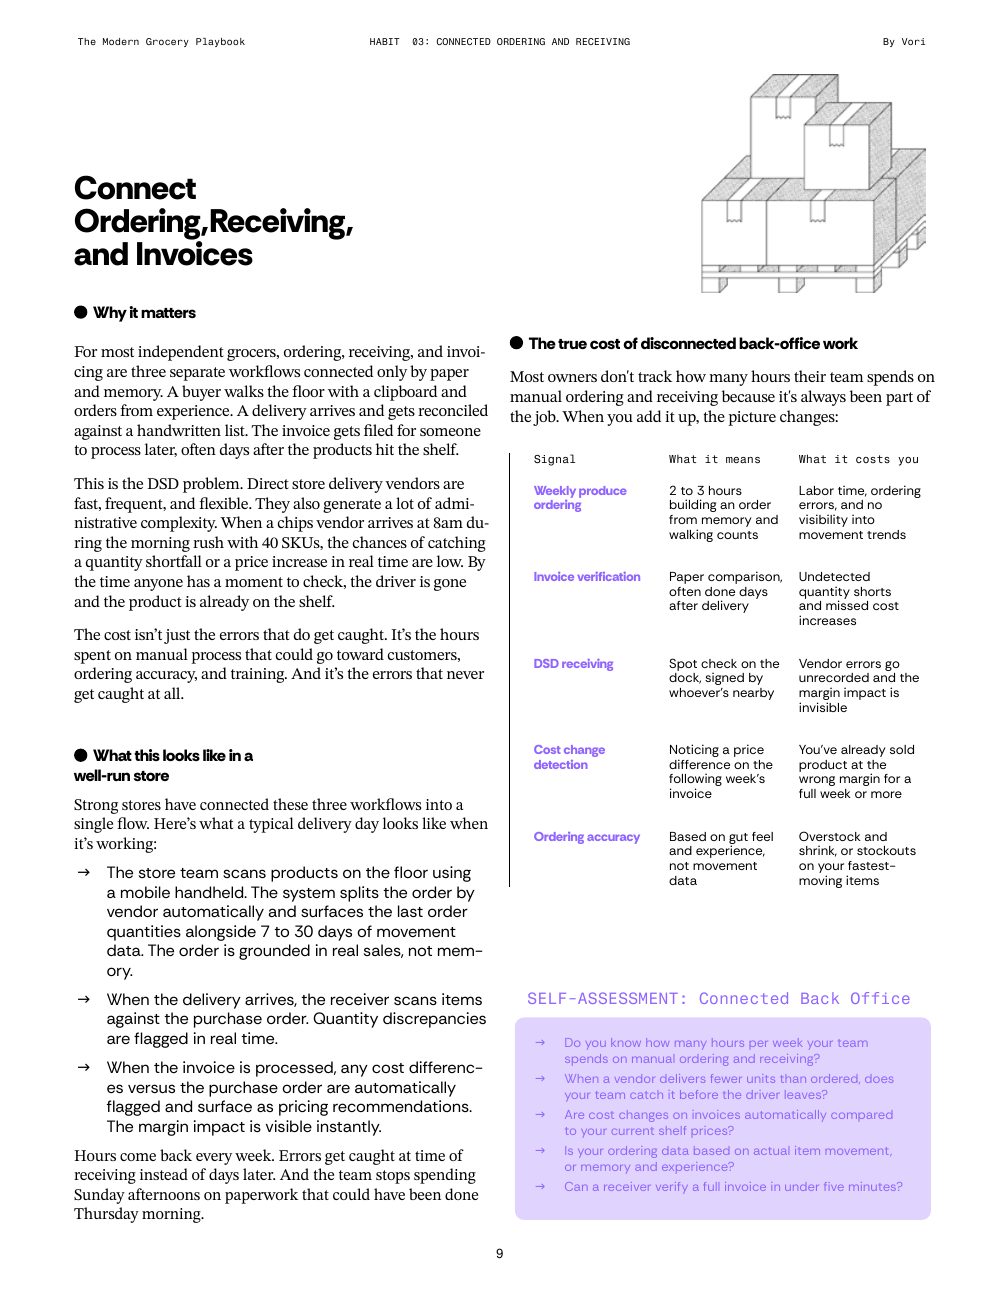 The Modern Grocery Playbook
HABIT  03: CONNECTED ORDERING AND RECEIVING
By Vori
Connect
Ordering,Receiving,
and Invoices
● Why it matters
For most independent grocers, ordering, receiving, and invoi-
cing are three separate workflows connected only by paper
and memory. A buyer walks the floor with a clipboard and
orders from experience. A delivery arrives and gets reconciled
against a handwritten list. The invoice gets filed for someone
to process later, often days after the products hit the shelf.
This is the DSD problem. Direct store delivery vendors are
fast, frequent, and flexible. They also generate a lot of admi-
nistrative complexity. When a chips vendor arrives at 8am du-
ring the morning rush with 40 SKUs, the chances of catching
a quantity shortfall or a price increase in real time are low. By
the time anyone has a moment to check, the driver is gone
and the product is already on the shelf.
The cost isn’t just the errors that do get caught. It’s the hours
spent on manual process that could go toward customers,
ordering accuracy, and training. And it’s the errors that never
get caught at all.
● What this looks like in a
well-run store
Strong stores have connected these three workflows into a
single flow. Here’s what a typical delivery day looks like when
it’s working:
→ The store team scans products on the floor using
a mobile handheld. The system splits the order by
vendor automatically and surfaces the last order
quantities alongside 7 to 30 days of movement
data. The order is grounded in real sales, not mem-
ory.
→ When the delivery arrives, the receiver scans items
against the purchase order. Quantity discrepancies
are flagged in real time.
→ When the invoice is processed, any cost differenc-
es versus the purchase order are automatically
flagged and surface as pricing recommendations.
The margin impact is visible instantly.
Hours come back every week. Errors get caught at time of
receiving instead of days later. And the team stops spending
Sunday afternoons on paperwork that could have been done
Thursday morning.
● The true cost of disconnected back-office work
Most owners don't track how many hours their team spends on
manual ordering and receiving because it's always been part of
the job. When you add it up, the picture changes:
Signal
What it means
What it costs you
Weekly produce
ordering
2 to 3 hours
building an order
from memory and
walking counts
Labor time, ordering
errors, and no
visibility into
movement trends
Invoice verification
Paper comparison,
often done days
after delivery
Undetected
quantity shorts
and missed cost
increases
DSD receiving
Spot check on the
dock, signed by
whoever’s nearby
Vendor errors go
unrecorded and the
margin impact is
invisible
Cost change
detection
Noticing a price
difference on the
following week’s
invoice
You’ve already sold
product at the
wrong margin for a
full week or more
Ordering accuracy
Based on gut feel
and experience,
not movement
data
Overstock and
shrink, or stockouts
on your fastest-
moving items
SELF-ASSESSMENT: Connected Back Office
→ Do you know how many hours per week your team
spends on manual ordering and receiving?
→ When a vendor delivers fewer units than ordered, does
your team catch it before the driver leaves?
→ Are cost changes on invoices automatically compared
to your current shelf prices?
→ Is your ordering data based on actual item movement,
or memory and experience?
→ Can a receiver verify a full invoice in under five minutes?
9